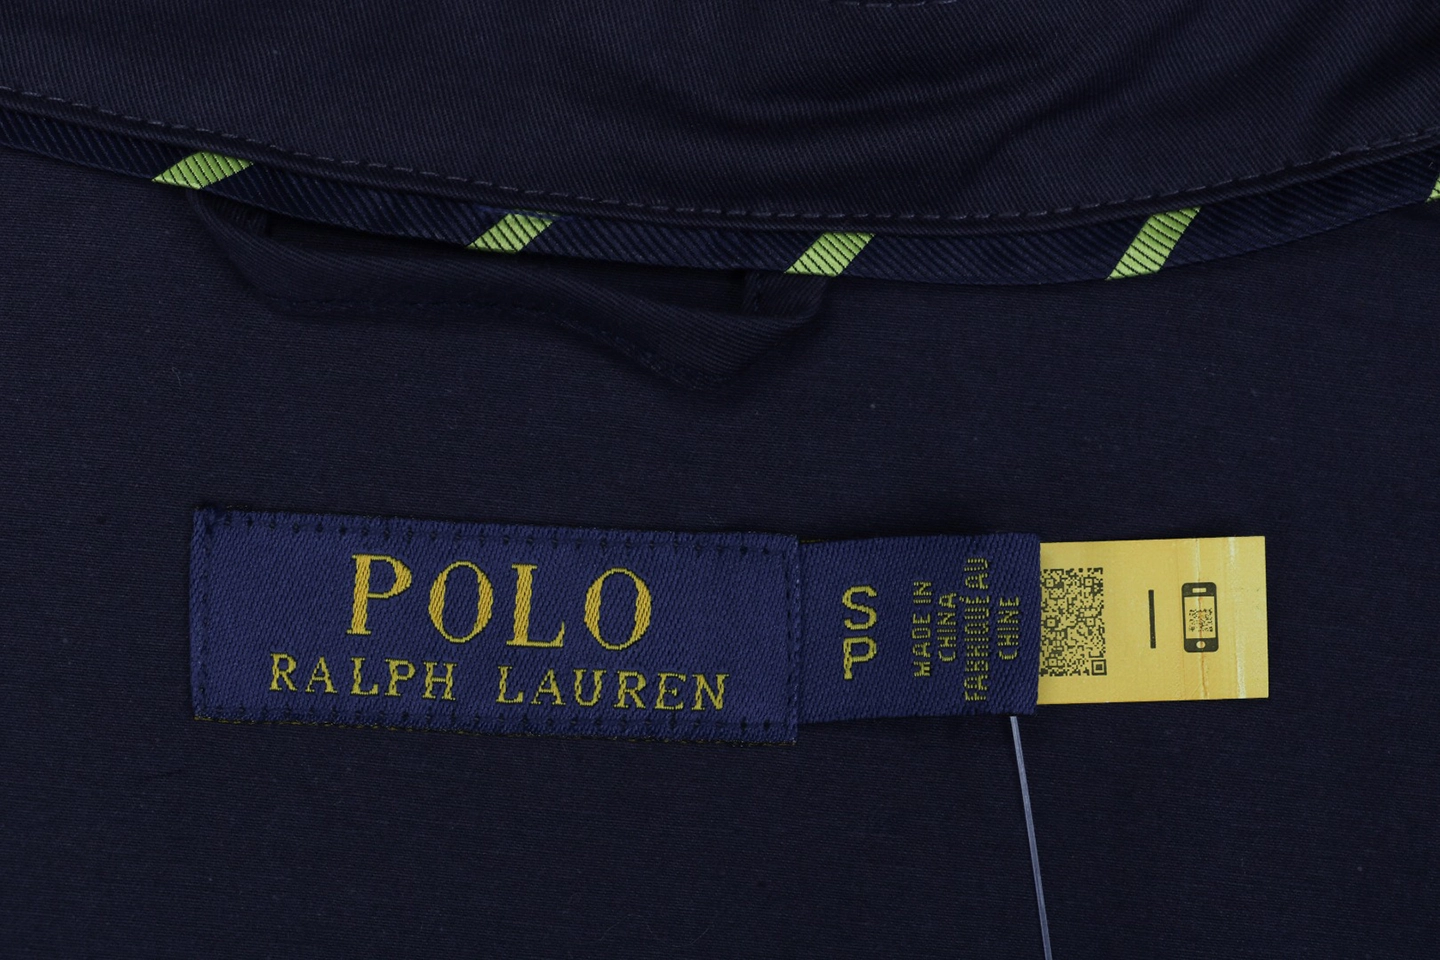 POLO
RALPH LAUREN
S
P
MADE IN
CHINA
FABRIQUÉ AU
CHINE